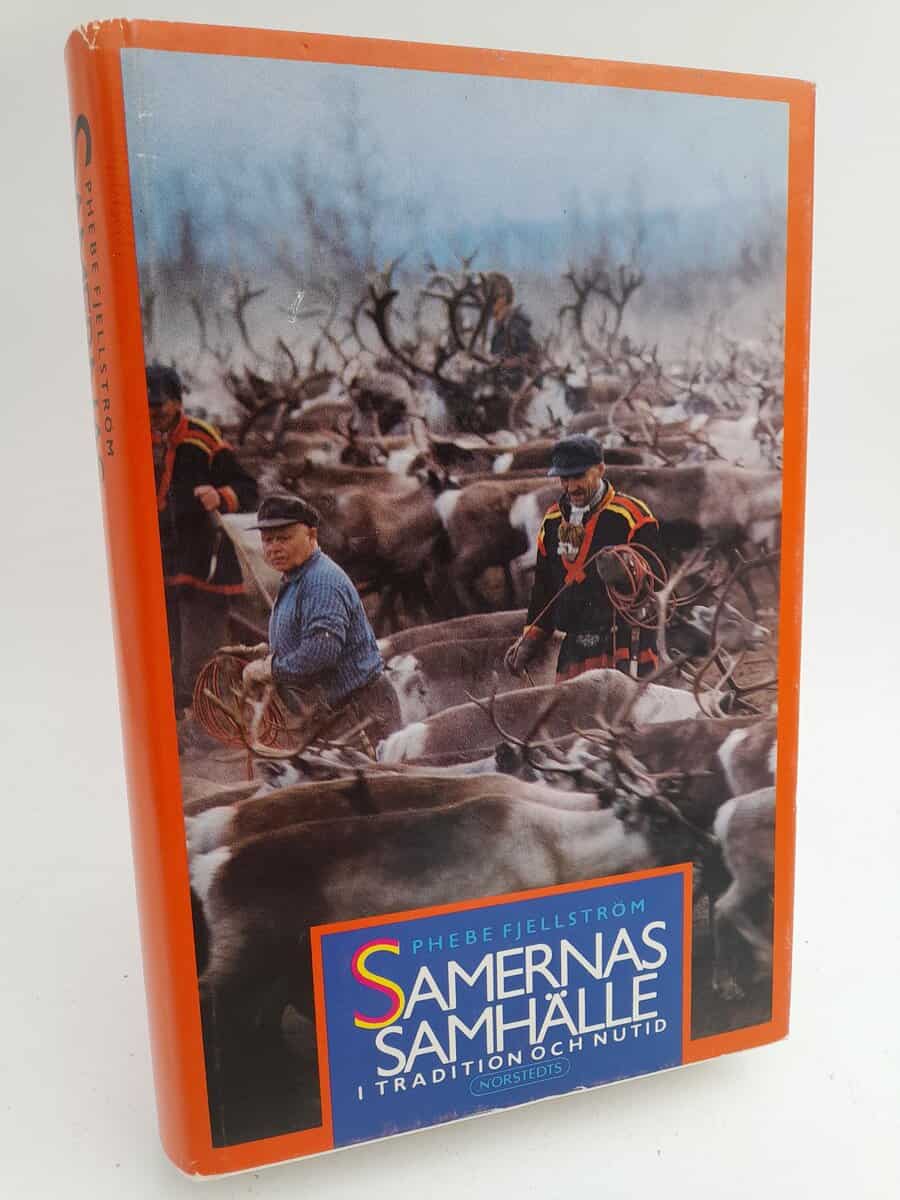 PHEBE FJELLSTRÖM
PHEBE FJELLSTRÖM
SAMERNAS
SAMHÄLLE
I TRADITION OCH NUTID
NORSTEDTS